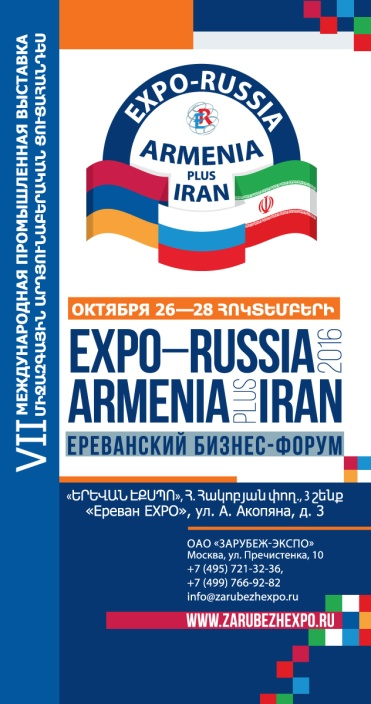 VII МЕЖДУНАРОДНАЯ ПРОМЫШЛЕННАЯ ВЫСТАВКА
ՄԻՋԱԶԳԱՅԻՆ ԱՐԴՅՈՒՆԱԲԵՐԱԿԱՆ ՑՈՒՑԱՀԱՆԴԵՍ
EXPO-RUSSIA
ER
ARMENIA
PLUS
IRAN
ОКТЯБРЯ 26—28 ՀՈԿՏԵՄԲԵՐԻ
EXPO–RUSSIA 2016
ARMENIA PLUS IRAN
ЕРЕВАНСКИЙ БИЗНЕС-ФОРУМ
«ԵՐԵՎԱՆ ԷՔՍՊՈ», Հ. Հակոբյան փող., 3 շենք
«Ереван EXPO», ул. А. Акопяна, д. 3
ОАО «ЗАРУБЕЖ-ЭКСПО»
Москва, ул. Пречистенка, 10
+7 (495) 721-32-36,
+7 (499) 766-92-82
info@zarubezhexpo.ru
WWW.ZARUBEZHEXPO.RU